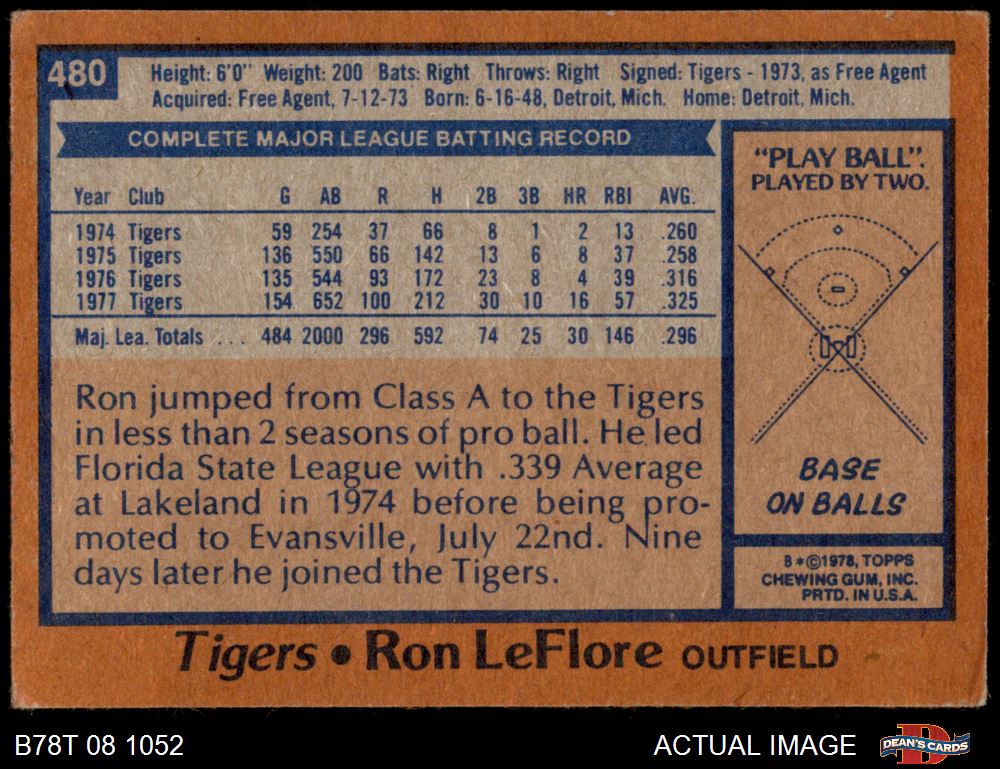 480
Height: 6'0" Weight: 200 Bats: Right Throws: Right Signed: Tigers - 1973, as Free Agent
Acquired: Free Agent, 7-12-73 Born: 6-16-48, Detroit, Mich. Home: Detroit, Mich.
COMPLETE MAJOR LEAGUE BATTING RECORD
Year Club G AB R H 2B 3B HR RBI AVG.
1974 Tigers 59 254 37 66 8 1 2 13 .260
1975 Tigers 136 550 66 142 13 6 8 37 .258
1976 Tigers 135 544 93 172 23 8 4 39 .316
1977 Tigers 154 652 100 212 30 10 16 57 .325
Maj. Lea. Totals ... 484 2000 296 592 74 25 30 146 .296
Ron jumped from Class A to the Tigers
in less than 2 seasons of pro ball. He led
Florida State League with .339 Average
at Lakeland in 1974 before being pro-
moted to Evansville, July 22nd. Nine
days later he joined the Tigers.
"PLAY BALL".
PLAYED BY TWO.
BASE
ON BALLS
B*©1978, TOPPS
CHEWING GUM, INC.
PRTD. IN U.S.A.
Tigers • Ron LeFlore OUTFIELD
B78T 08 1052
ACTUAL IMAGE
DEAN'S CARDS